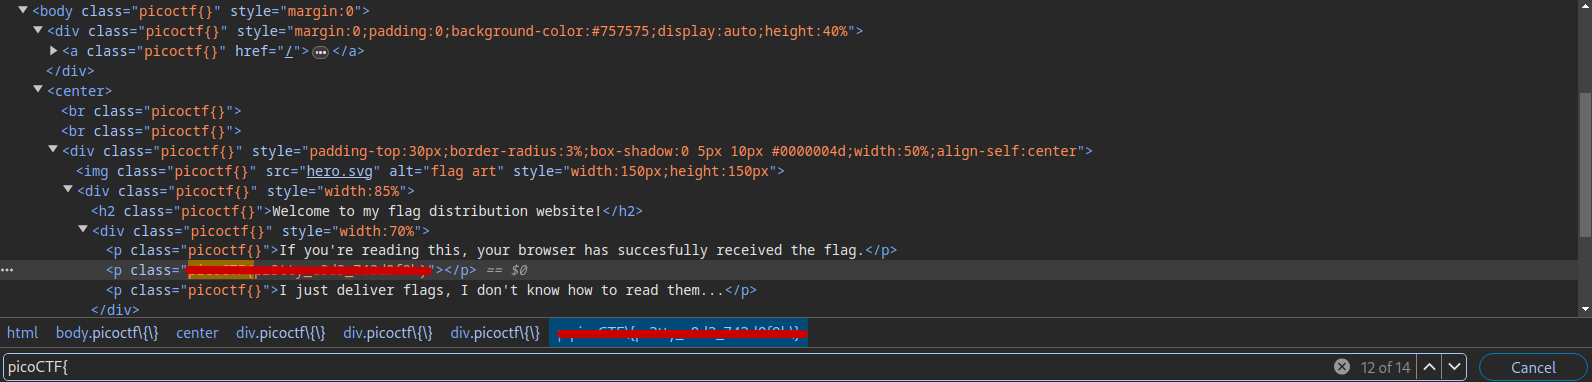 ▼<body class="picoctf{}" style="margin:0">
▼<div class="picoctf{}" style="margin:0;padding:0;background-color:#757575;display:auto;height:40%">
▶<a class="picoctf{}" href="/">…</a>
</div>
▼<center>
<br class="picoctf{}">
<br class="picoctf{}">
▼<div class="picoctf{}" style="padding-top:30px;border-radius:3%;box-shadow:0 5px 10px #0000004d;width:50%;align-self:center">
<img class="picoctf{}" src="hero.svg" alt="flag art" style="width:150px;height:150px">
▼<div class="picoctf{}" style="width:85%">
<h2 class="picoctf{}">Welcome to my flag distribution website!</h2>
▼<div class="picoctf{}" style="width:70%">
<p class="picoctf{}">If you're reading this, your browser has succesfully received the flag.</p>
… <p class=""></p> == $0
<p class="picoctf{}">I just deliver flags, I don't know how to read them...</p>
</div>
html body.picoctf\{\} center div.picoctf\{\} div.picoctf\{\} div.picoctf\{\}
picoCTF{ 12 of 14 Cancel